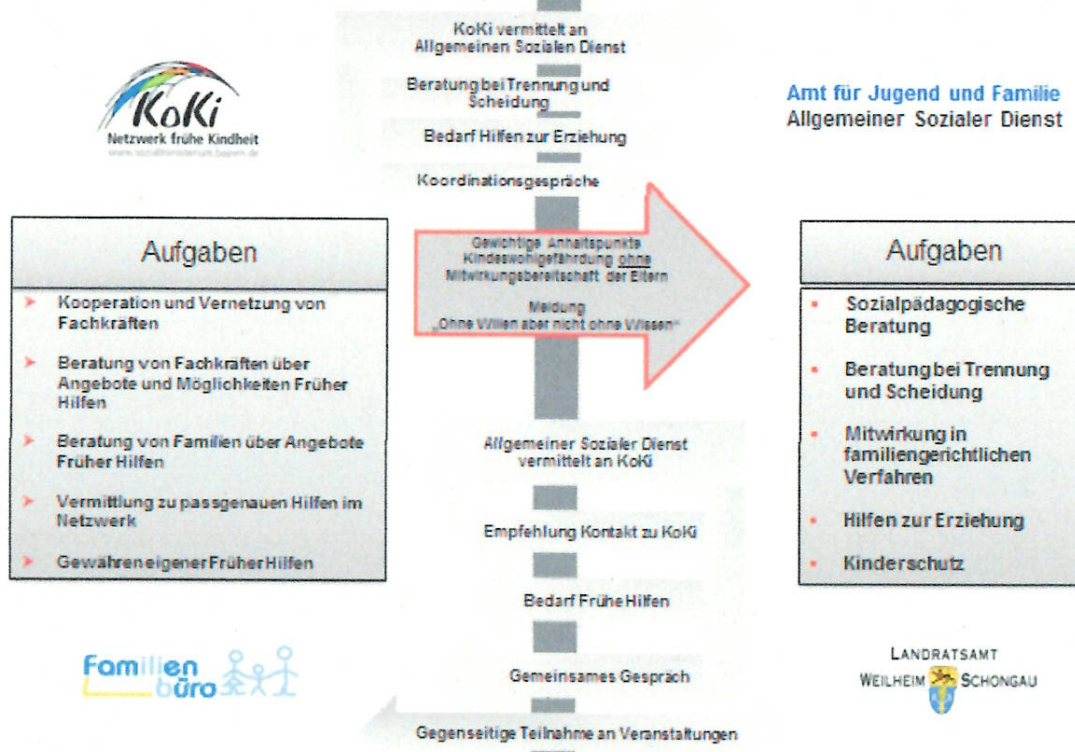 KoKi
Netzwerk frühe Kindheit
www.sozialministerium.bayern.de
Aufgaben
Kooperation und Vernetzung von
Fachkräften
Beratung von Fachkräften über
Angebote und Möglichkeiten Früher
Hilfen
Beratung von Familien über Angebote
Früher Hilfen
Vermittlung zu passgenauen Hilfen im
Netzwerk
Gewähren eigener Früher Hilfen
Familien
büro
KoKi vermittelt an
Allgemeinen Sozialen Dienst
Beratung bei Trennung und
Scheidung
Bedarf Hilfen zur Erziehung
Koordinationsgespräche
Gewichtige Anhaltspunkte
Kindeswohlgefährdung ohne
Mitwirkungsbereitschaft der Eltern
Meldung
„Ohne Willen aber nicht ohne Wissen“
Allgemeiner Sozialer Dienst
vermittelt an KoKi
Empfehlung Kontakt zu KoKi
Bedarf Frühe Hilfen
Gemeinsames Gespräch
Gegenseitige Teilnahme an Veranstaltungen
Amt für Jugend und Familie
Allgemeiner Sozialer Dienst
Aufgaben
Sozialpädagogische
Beratung
Beratung bei Trennung
und Scheidung
Mitwirkung in
familiengerichtlichen
Verfahren
Hilfen zur Erziehung
Kinderschutz
LANDRATSAMT
WEILHEIM SCHONGAU